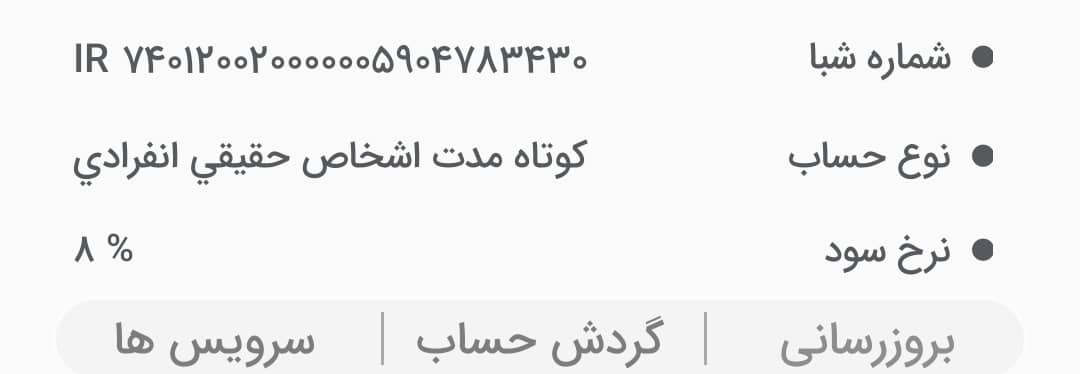 شماره شبا IR ۷۴۰۱۲۰۰۲۰۰۰۰۰۰۵۹۰۴۷۸۳۴۳۰
نوع حساب کوتاه مدت اشخاص حقيقي انفرادي
نرخ سود ۸ %
بروزرسانی | گردش حساب | سرویس ها